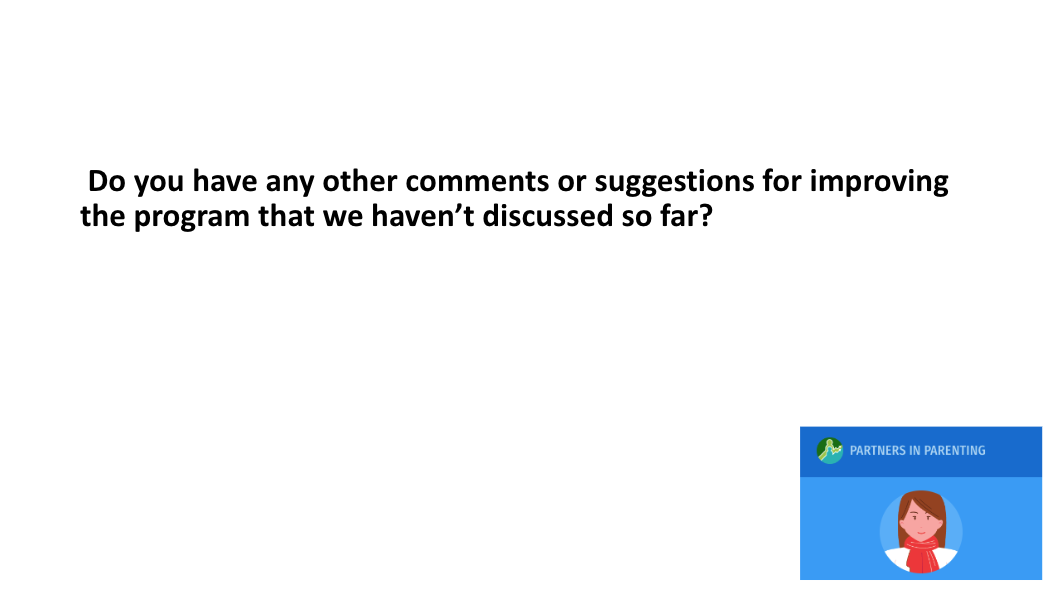 Do you have any other comments or suggestions for improving
the program that we haven’t discussed so far?
PARTNERS IN PARENTING